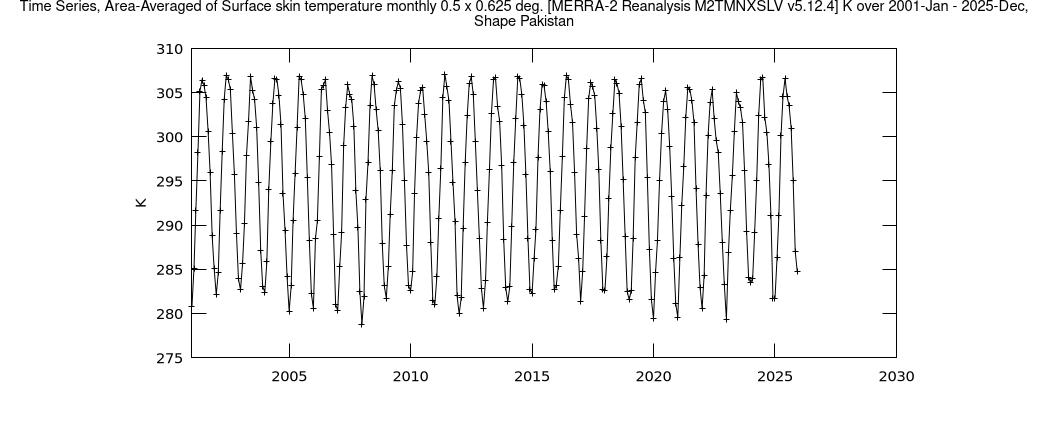 Time Series, Area-Averaged of Surface skin temperature monthly 0.5 x 0.625 deg. [MERRA-2 Reanalysis M2TMNXSLV v5.12.4] K over 2001-Jan - 2025-Dec,
Shape Pakistan
310
305
300
295
290
285
280
275
K
2005 2010 2015 2020 2025 2030